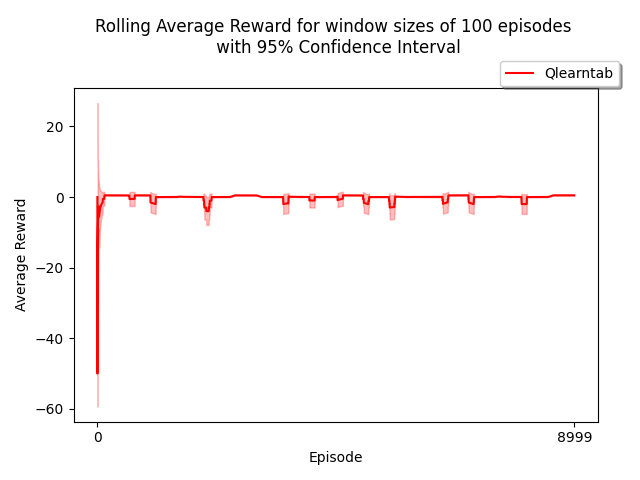 Rolling Average Reward for window sizes of 100 episodes
with 95% Confidence Interval
Qlearntab
20
0
−20
−40
−60
Average Reward
0
8999
Episode